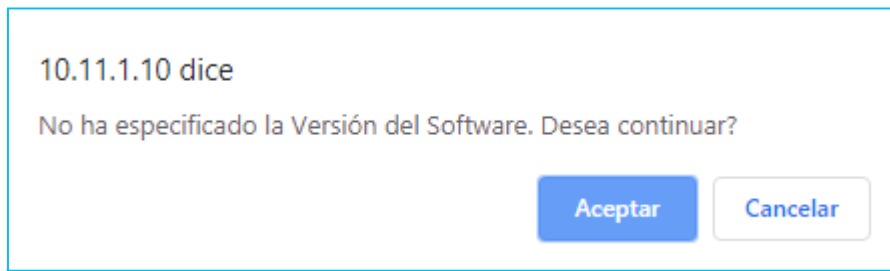 10.11.1.10 dice
No ha especificado la Versión del Software. Desea continuar?
Aceptar Cancelar